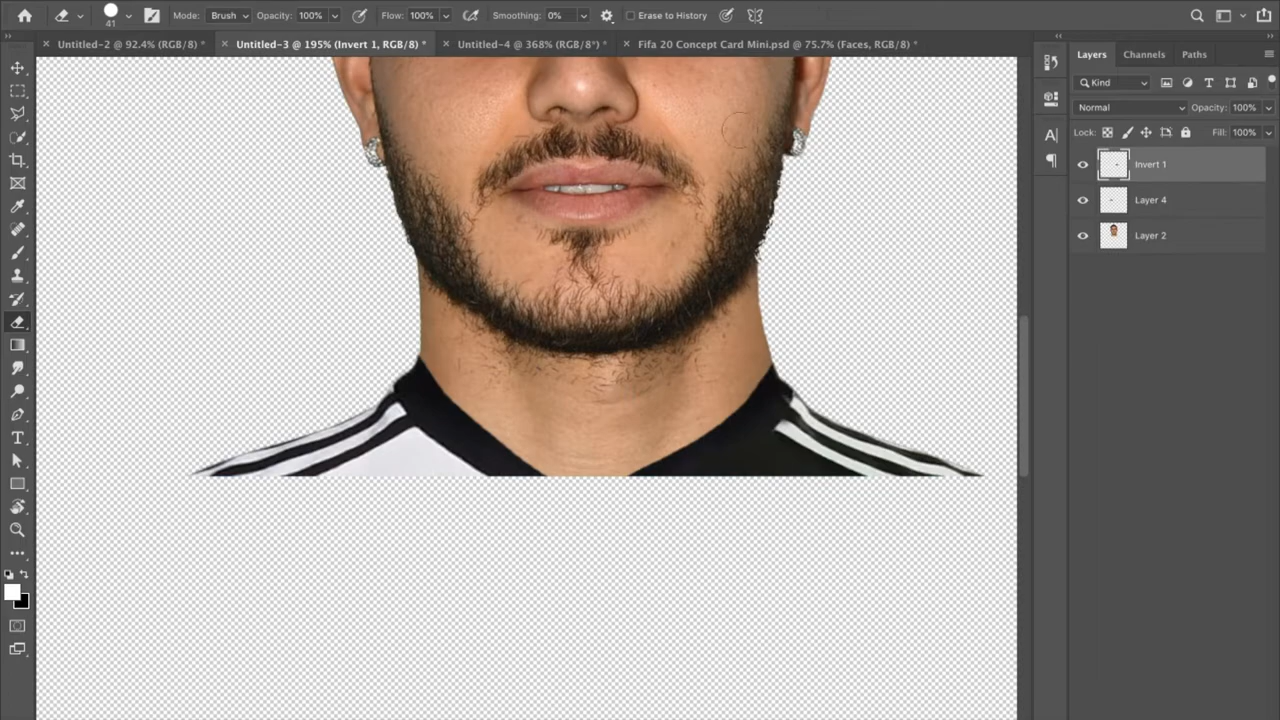 41
Mode: Brush Opacity: 100% Flow: 100% Smoothing: 0% Erase to History
Untitled-2 @ 92.4% (RGB/8) * Untitled-3 @ 195% (Invert 1, RGB/8) * Untitled-4 @ 368% (RGB/8*) * Fifa 20 Concept Card Mini.psd @ 75.7% (Faces, RGB/8) *
Layers Channels Paths
Kind
Normal Opacity: 100%
Lock: Fill: 100%
Invert 1
Layer 4
Layer 2